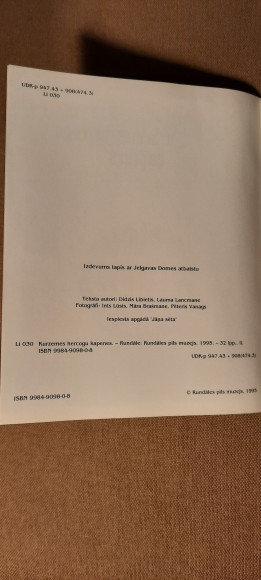 UDK:p 947.43 + 908(474.3)
Li 030
Izdevums tapis ar Jelgavas Domes atbalstu
Teksta autori: Didzis Lībietis, Lauma Lancmane
Fotogrāfi: Ints Lūsis, Māra Brašmane, Pēteris Vanags
Iespiests apgādā 'Jāņa sēta'
Li 030 Kurzemes hercogu kapenes. – Rundāle: Rundāles pils muzejs, 1995. – 32 lpp., il.
ISBN 9984-9098-0-8
UDK:p 947.43 + 908(474.3)
ISBN 9984-9098-0-8
© Rundāles pils muzejs, 1995